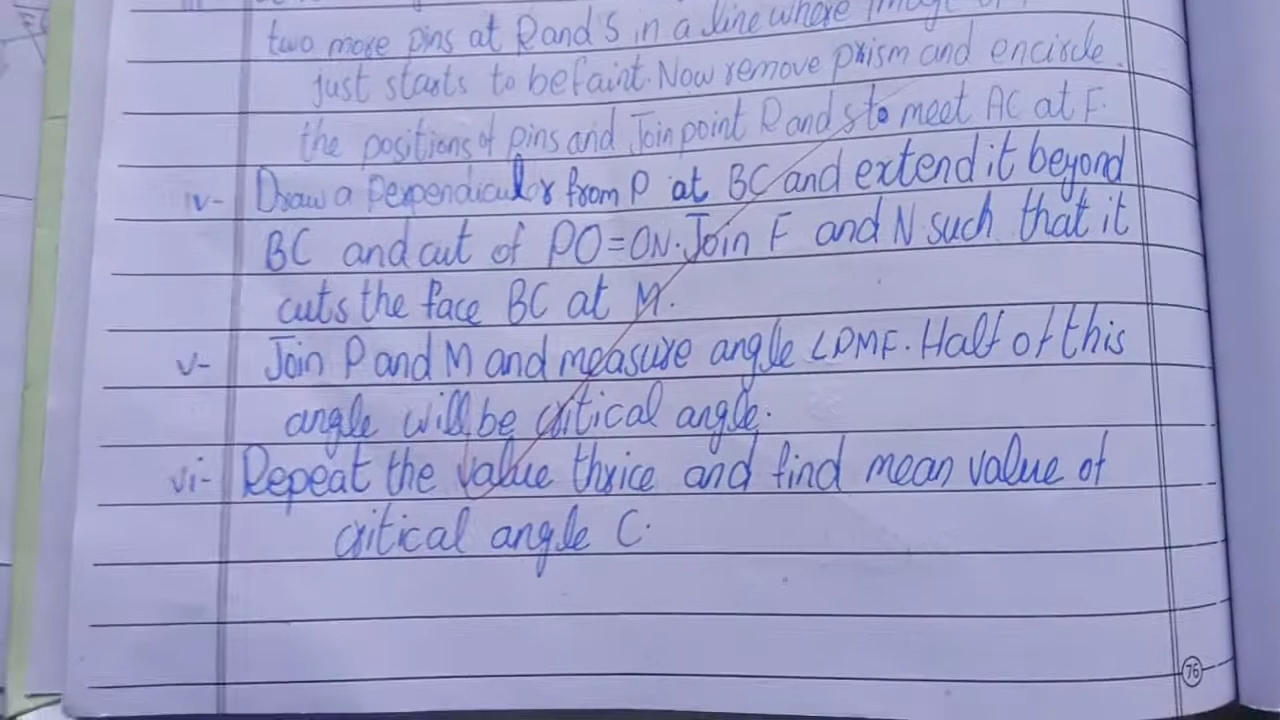 two more pins at R and S in a line where image of
just starts to be faint. Now remove prism and encircle
the positions of pins and Join point R and S to meet AC at F.
iv- Draw a perpendicular from P at BC and extend it beyond
BC and cut of PO=ON. Join F and N such that it
cuts the face BC at M.
v- Join P and M and measure angle ∠PMF. Half of this
angle will be critical angle.
vi- Repeat the value thrice and find mean value of
critical angle C.
76